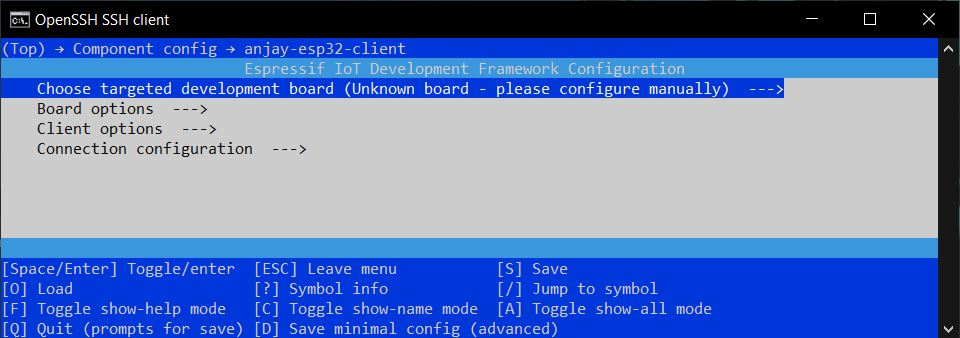 OpenSSH SSH client
(Top) → Component config → anjay-esp32-client
Espressif IoT Development Framework Configuration
Choose targeted development board (Unknown board - please configure manually)  --->
Board options  --->
Client options  --->
Connection configuration  --->
[Space/Enter] Toggle/enter  [ESC] Leave menu           [S] Save
[O] Load                    [?] Symbol info            [/] Jump to symbol
[F] Toggle show-help mode   [C] Toggle show-name mode  [A] Toggle show-all mode
[Q] Quit (prompts for save) [D] Save minimal config (advanced)